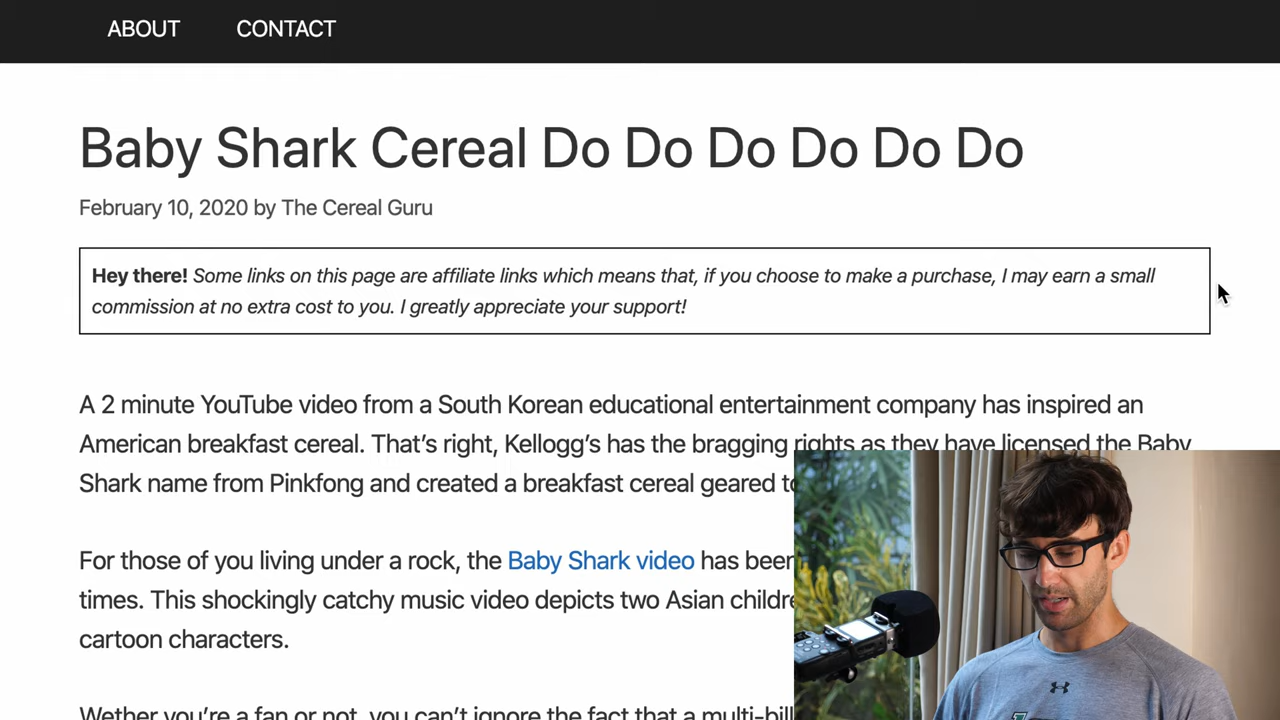 ABOUT CONTACT
Baby Shark Cereal Do Do Do Do Do Do
February 10, 2020 by The Cereal Guru
Hey there! Some links on this page are affiliate links which means that, if you choose to make a purchase, I may earn a small
commission at no extra cost to you. I greatly appreciate your support!
A 2 minute YouTube video from a South Korean educational entertainment company has inspired an
American breakfast cereal. That’s right, Kellogg’s has the bragging rights as they have licensed the Baby
Shark name from Pinkfong and created a breakfast cereal geared
For those of you living under a rock, the Baby Shark video has been
times. This shockingly catchy music video depicts two Asian
cartoon characters.
Wether you’re a fan or not, you can’t ignore the fact that a